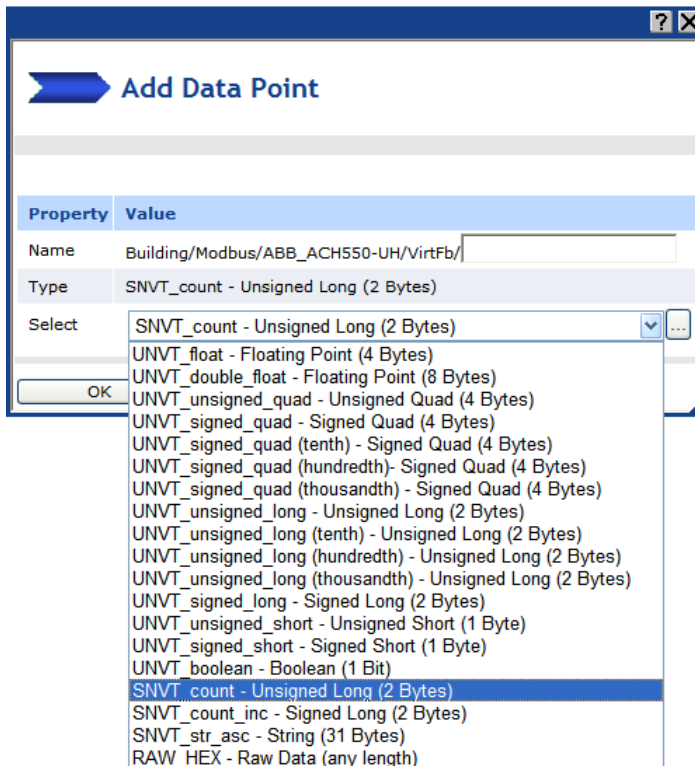 Add Data Point
Property Value
Name Building/Modbus/ABB_ACH550-UH/VirtFb/
Type SNVT_count - Unsigned Long (2 Bytes)
Select SNVT_count - Unsigned Long (2 Bytes) ...
UNVT_float - Floating Point (4 Bytes)
UNVT_double_float - Floating Point (8 Bytes)
UNVT_unsigned_quad - Unsigned Quad (4 Bytes)
UNVT_signed_quad - Signed Quad (4 Bytes)
UNVT_signed_quad (tenth) - Signed Quad (4 Bytes)
UNVT_signed_quad (hundredth)- Signed Quad (4 Bytes)
UNVT_signed_quad (thousandth) - Signed Quad (4 Bytes)
OK
UNVT_unsigned_long - Unsigned Long (2 Bytes)
UNVT_unsigned_long (tenth) - Unsigned Long (2 Bytes)
UNVT_unsigned_long (hundredth) - Unsigned Long (2 Bytes)
UNVT_unsigned_long (thousandth) - Unsigned Long (2 Bytes)
UNVT_signed_long - Signed Long (2 Bytes)
UNVT_unsigned_short - Unsigned Short (1 Byte)
UNVT_signed_short - Signed Short (1 Byte)
UNVT_boolean - Boolean (1 Bit)
SNVT_count - Unsigned Long (2 Bytes)
SNVT_count_inc - Signed Long (2 Bytes)
SNVT_str_asc - String (31 Bytes)
RAW_HEX - Raw Data (any length)